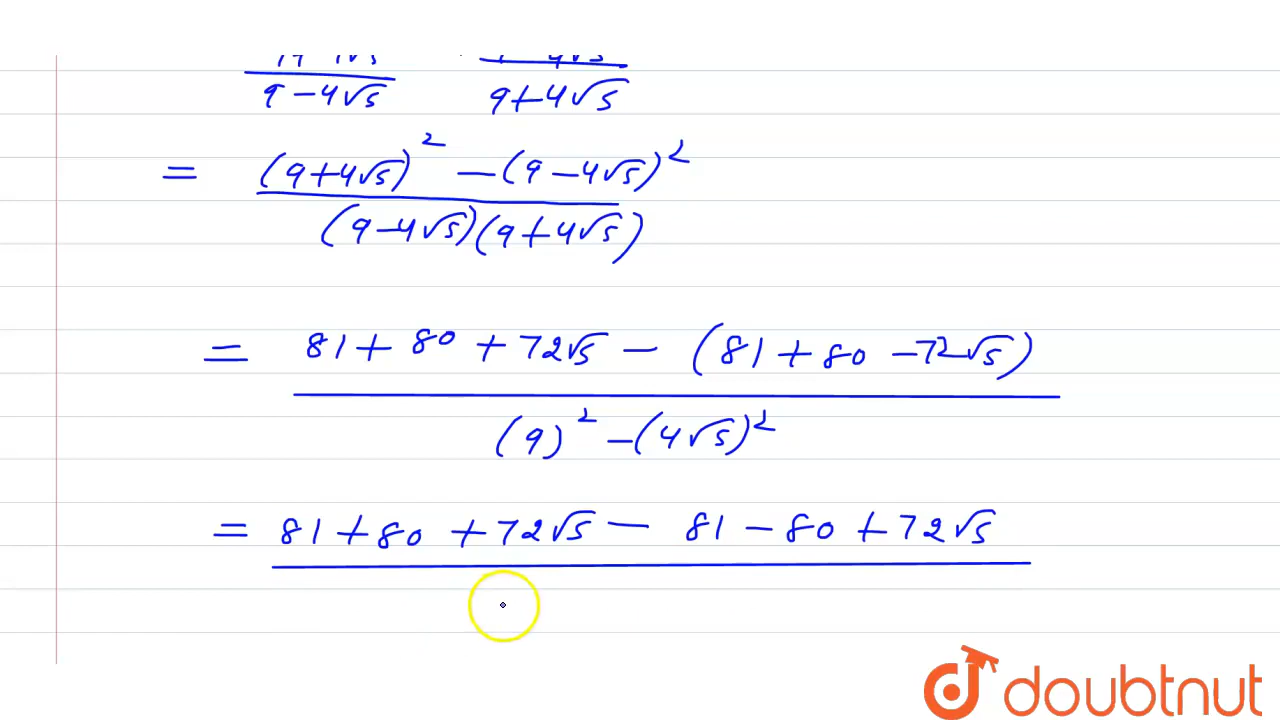 9 − 4√5 9 + 4√5
= (9 + 4√5)² − (9 − 4√5)²
(9 − 4√5)(9 + 4√5)
= 81 + 80 + 72√5 − (81 + 80 − 72√5)
(9)² − (4√5)²
= 81 + 80 + 72√5 − 81 − 80 + 72√5
doubtnut